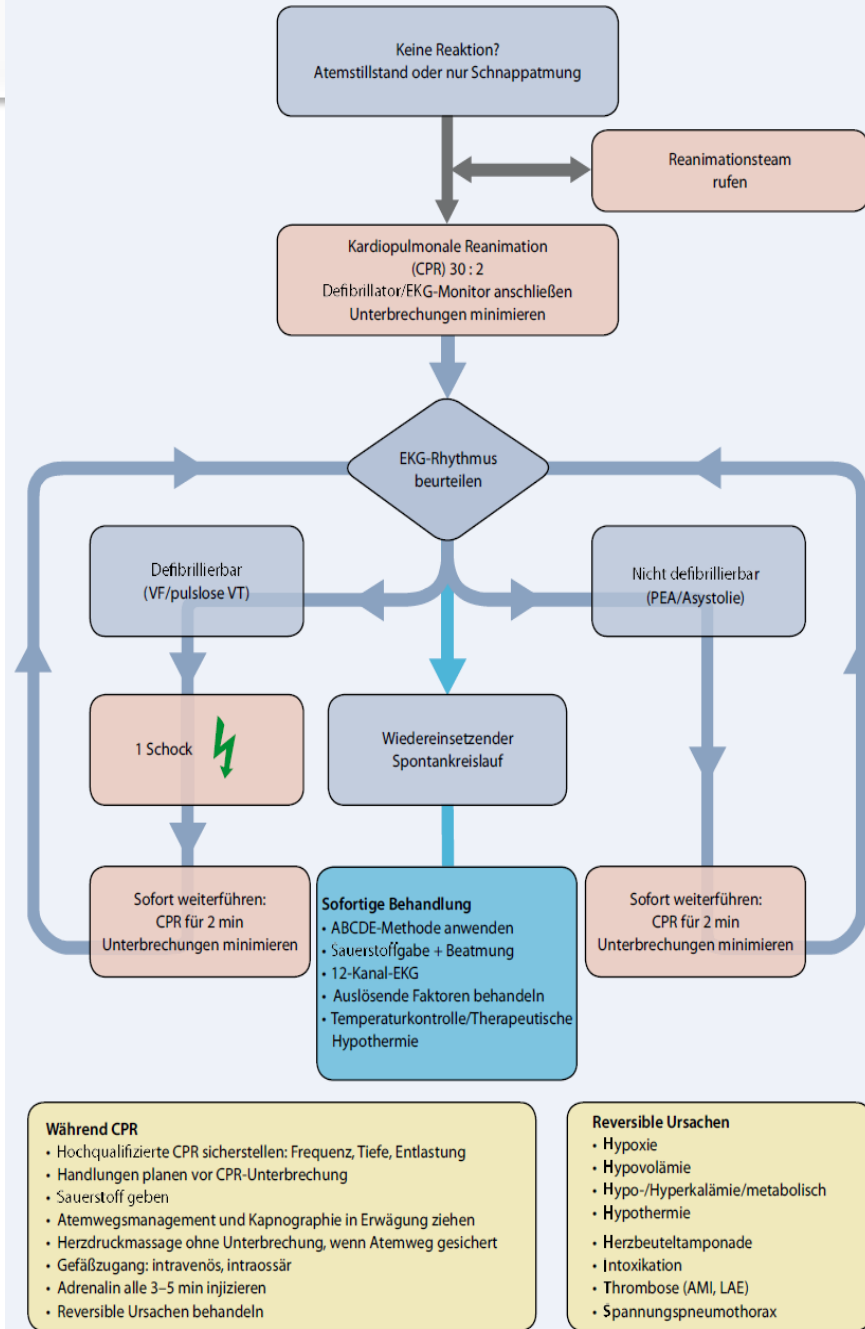 Keine Reaktion?
Atemstillstand oder nur Schnappatmung
Reanimationsteam
rufen
Kardiopulmonale Reanimation
(CPR) 30 : 2
Defibrillator/EKG-Monitor anschließen
Unterbrechungen minimieren
EKG-Rhythmus
beurteilen
Defibrillierbar
(VF/pulslose VT)
Nicht defibrillierbar
(PEA/Asystolie)
1 Schock
Wiedereinsetzender
Spontankreislauf
Sofort weiterführen:
CPR für 2 min
Unterbrechungen minimieren
Sofortige Behandlung
• ABCDE-Methode anwenden
• Sauerstoffgabe + Beatmung
• 12-Kanal-EKG
• Auslösende Faktoren behandeln
• Temperaturkontrolle/Therapeutische
Hypothermie
Sofort weiterführen:
CPR für 2 min
Unterbrechungen minimieren
Während CPR
• Hochqualifizierte CPR sicherstellen: Frequenz, Tiefe, Entlastung
• Handlungen planen vor CPR-Unterbrechung
• Sauerstoff geben
• Atemwegsmanagement und Kapnographie in Erwägung ziehen
• Herzdruckmassage ohne Unterbrechung, wenn Atemweg gesichert
• Gefäßzugang: intravenös, intraossär
• Adrenalin alle 3–5 min injizieren
• Reversible Ursachen behandeln
Reversible Ursachen
• Hypoxie
• Hypovolämie
• Hypo-/Hyperkalämie/metabolisch
• Hypothermie
• Herzbeuteltamponade
• Intoxikation
• Thrombose (AMI, LAE)
• Spannungspneumothorax